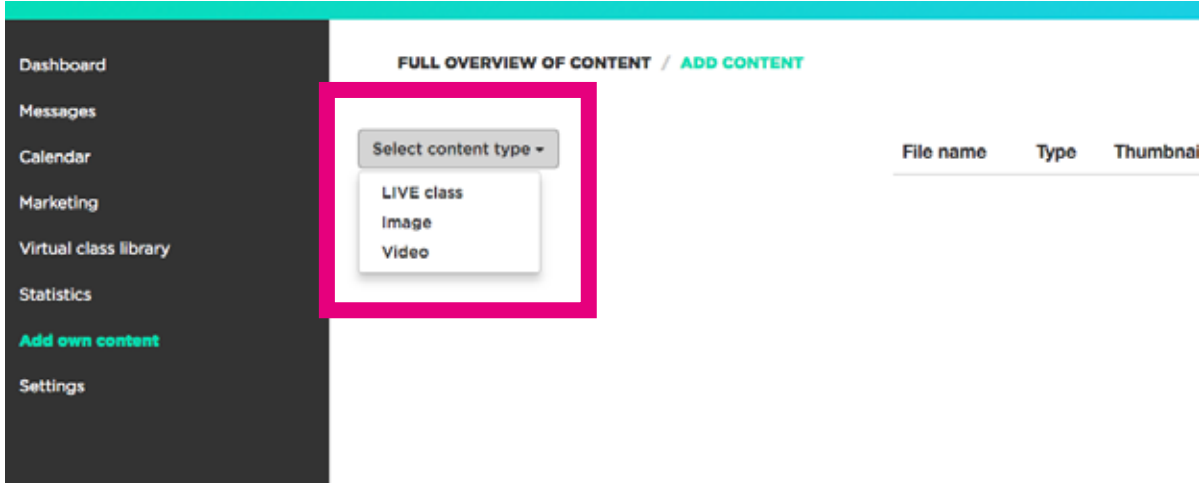 Dashboard
Messages
Calendar
Marketing
Virtual class library
Statistics
Add own content
Settings
FULL OVERVIEW OF CONTENT / ADD CONTENT
Select content type
LIVE class
Image
Video
File name Type Thumbnai